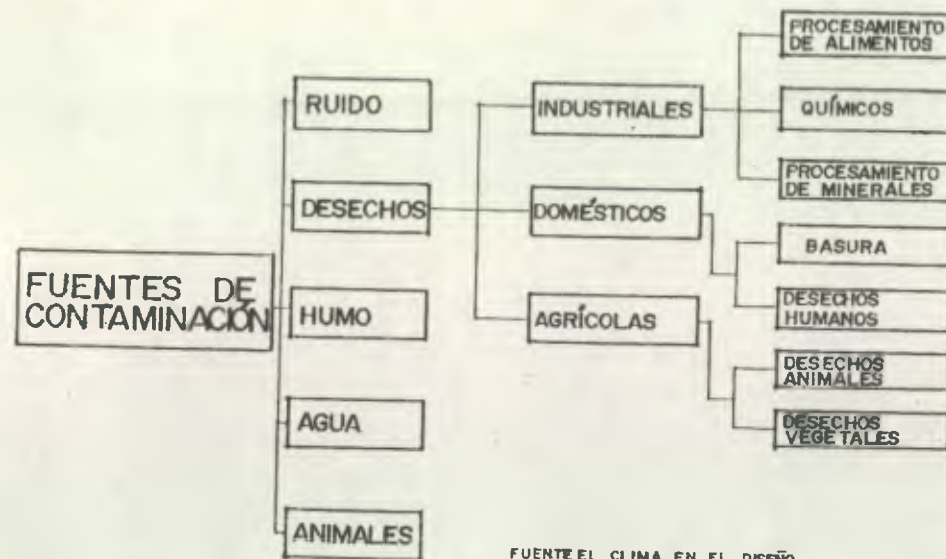 FUENTES DE
CONTAMINACIÓN
RUIDO
DESECHOS
HUMO
AGUA
ANIMALES
INDUSTRIALES
DOMÉSTICOS
AGRÍCOLAS
PROCESAMIENTO
DE ALIMENTOS
QUÍMICOS
PROCESAMIENTO
DE MINERALES
BASURA
DESECHOS
HUMANOS
DESECHOS
ANIMALES
DESECHOS
VEGETALES
FUENTE EL CLIMA EN EL DISEÑO